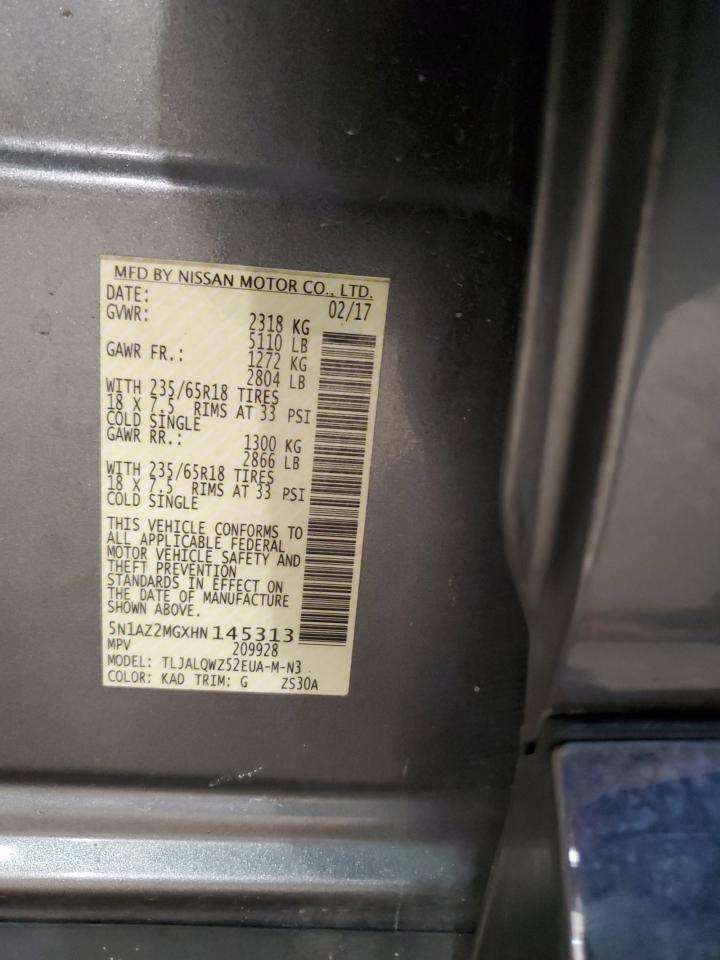 MFD BY NISSAN MOTOR CO., LTD.
DATE: 02/17
GVWR: 2318 KG
5110 LB
GAWR FR.: 1272 KG
2804 LB
WITH 235/65R18 TIRES
18 X 7.5 RIMS AT 33 PSI
COLD SINGLE
GAWR RR.: 1300 KG
2866 LB
WITH 235/65R18 TIRES
18 X 7.5 RIMS AT 33 PSI
COLD SINGLE
THIS VEHICLE CONFORMS TO
ALL APPLICABLE FEDERAL
MOTOR VEHICLE SAFETY AND
THEFT PREVENTION
STANDARDS IN EFFECT ON
THE DATE OF MANUFACTURE
SHOWN ABOVE.
5N1AZ2MGXHN 145313
MPV 209928
MODEL: TLJALQWZ52EUA-M-N3
COLOR: KAD TRIM: G ZS30A